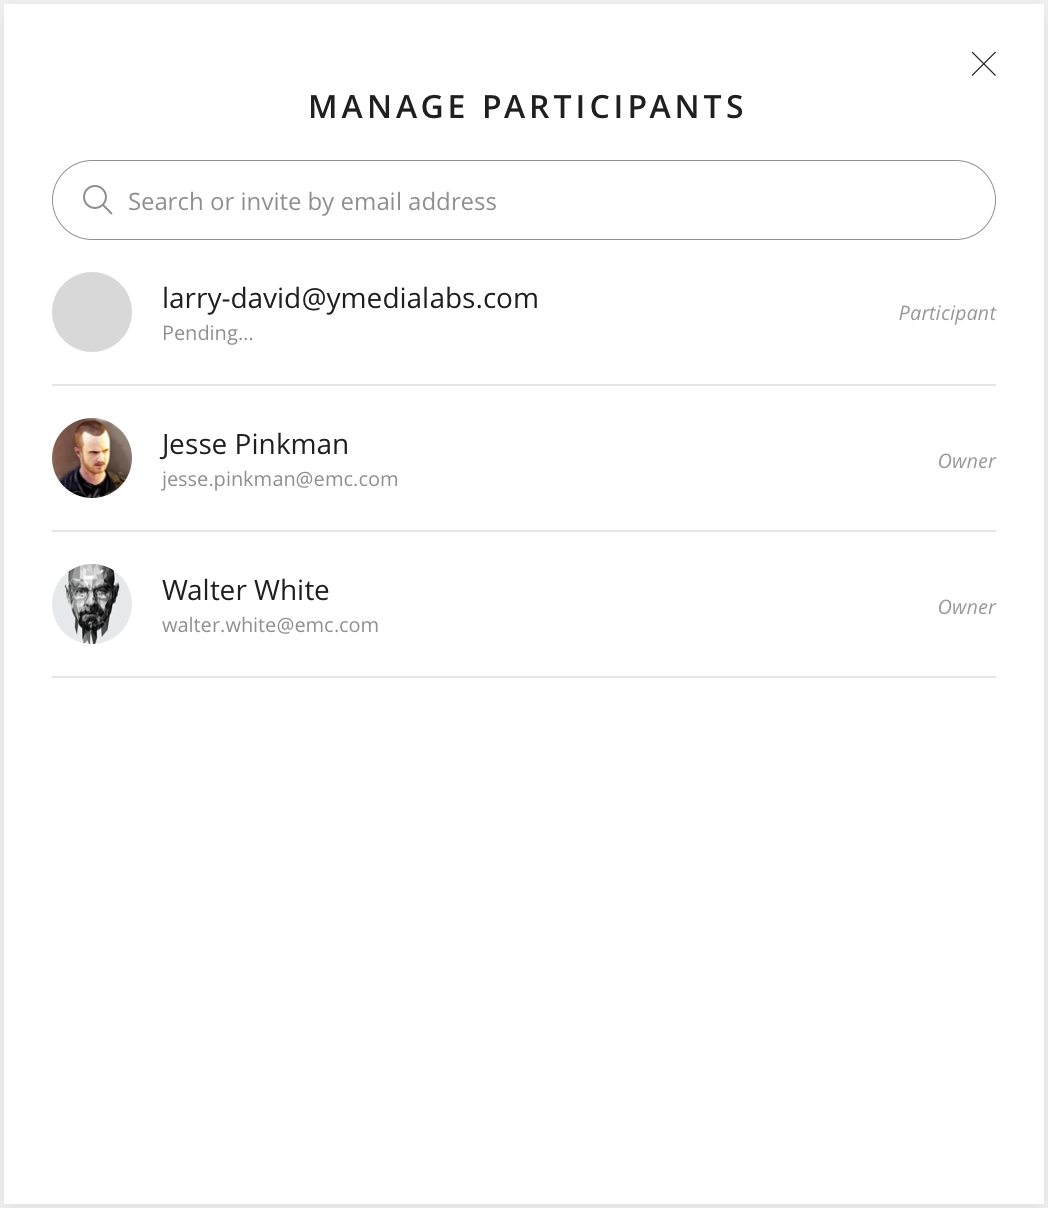 MANAGE PARTICIPANTS
Search or invite by email address
larry-david@ymedialabs.com
Pending...
Participant
Jesse Pinkman
jesse.pinkman@emc.com
Owner
Walter White
walter.white@emc.com
Owner